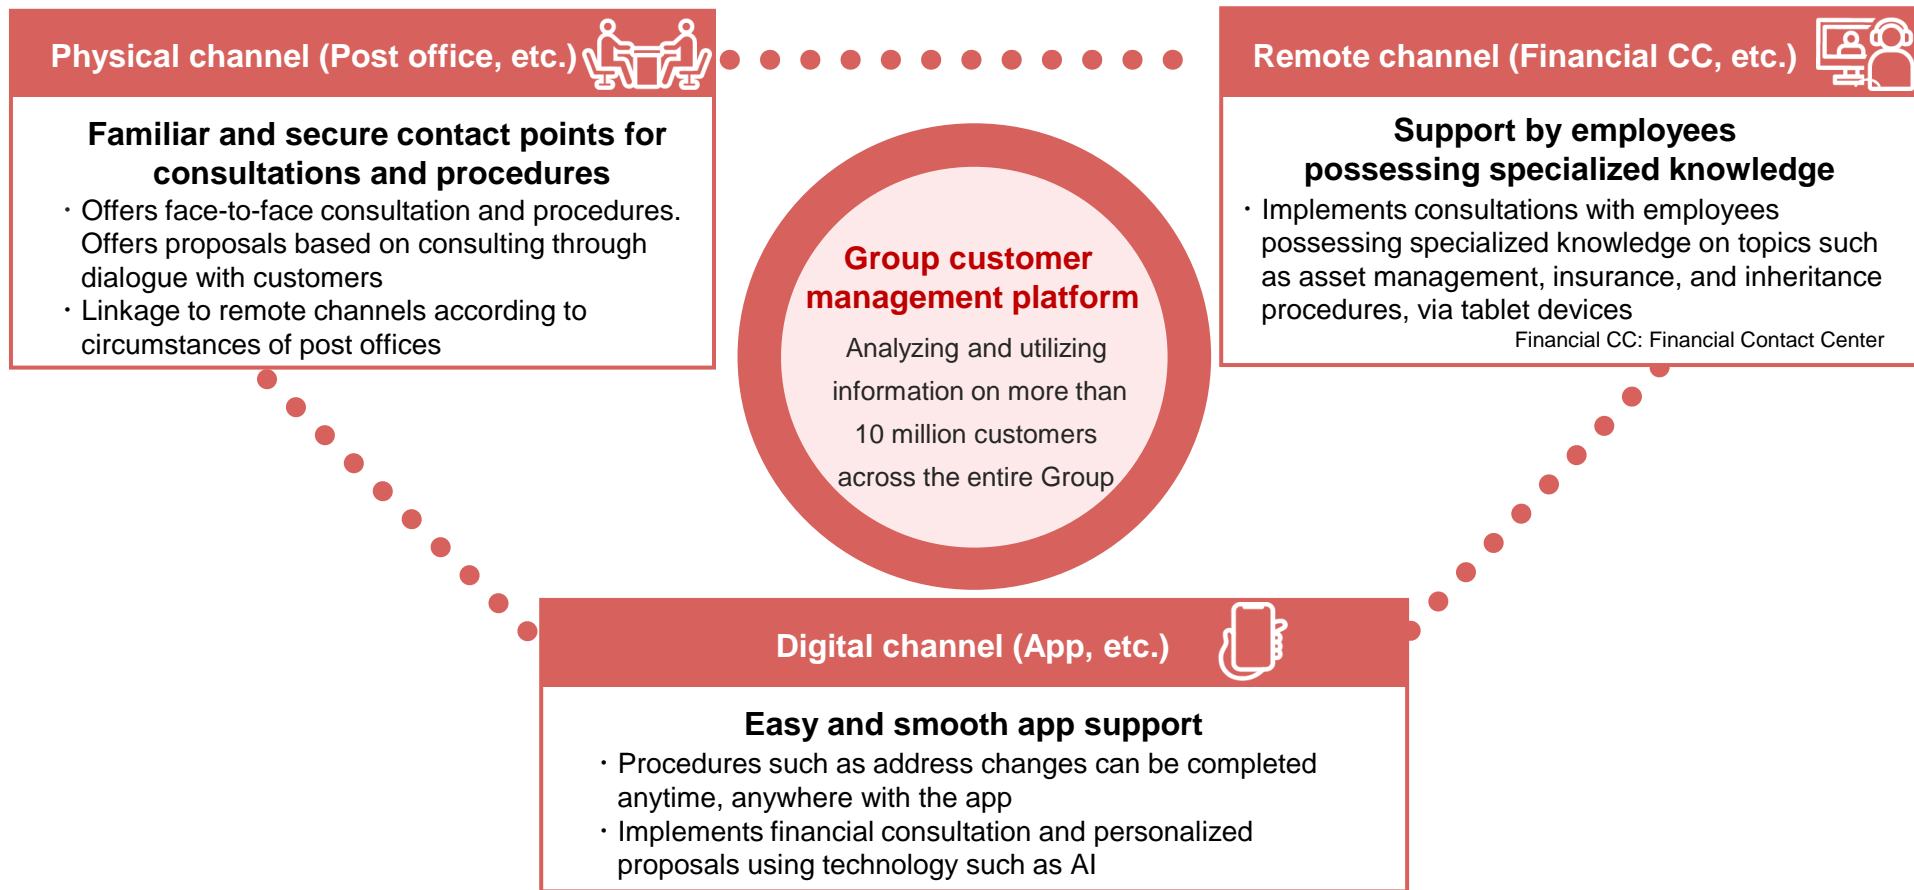 Physical channel (Post office, etc.)
Familiar and secure contact points for
consultations and procedures
・Offers face-to-face consultation and procedures.
Offers proposals based on consulting through
dialogue with customers
・Linkage to remote channels according to
circumstances of post offices
Remote channel (Financial CC, etc.)
Support by employees
possessing specialized knowledge
・Implements consultations with employees
possessing specialized knowledge on topics such
as asset management, insurance, and inheritance
procedures, via tablet devices
Financial CC: Financial Contact Center
Group customer
management platform
Analyzing and utilizing
information on more than
10 million customers
across the entire Group
Digital channel (App, etc.)
Easy and smooth app support
・Procedures such as address changes can be completed
anytime, anywhere with the app
・Implements financial consultation and personalized
proposals using technology such as AI